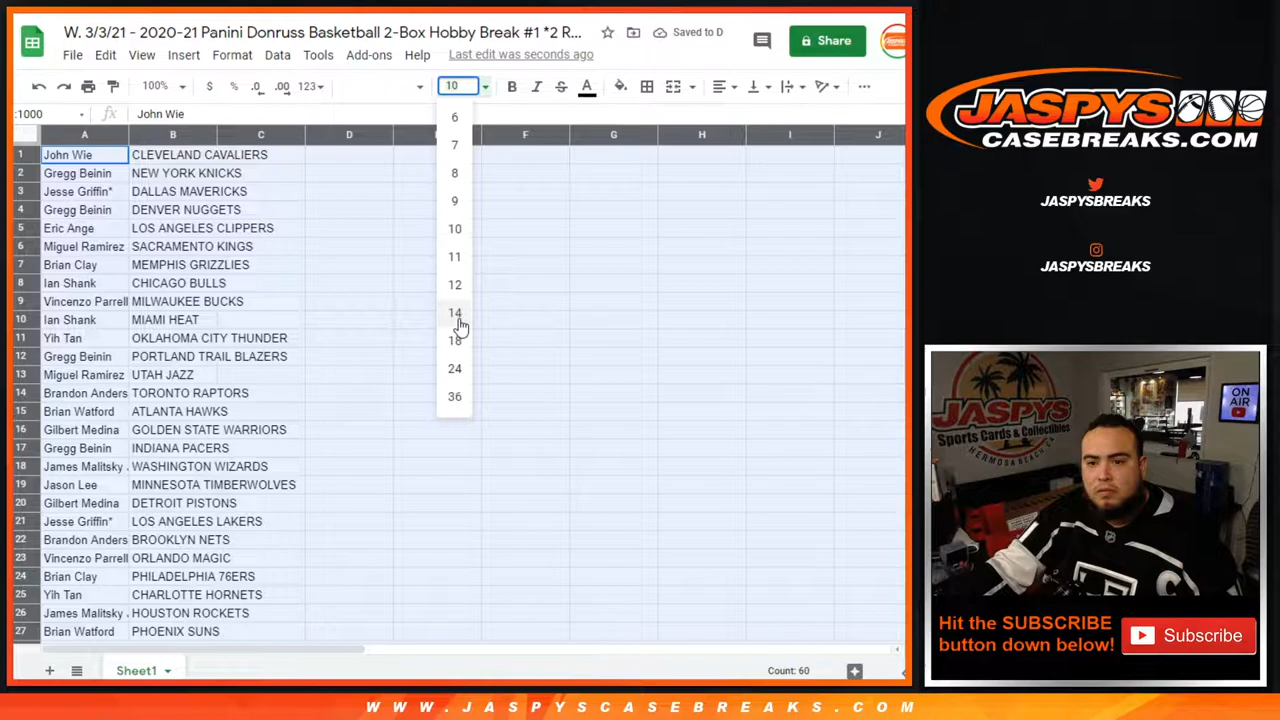 W. 3/3/21 - 2020-21 Panini Donruss Basketball 2-Box Hobby Break #1 *2 R...
Saved to D
Share
File Edit View Insert Format Data Tools Add-ons Help Last edit was seconds ago
100% $ % .0 .00 123 10 B I S A
:1000 fx John Wie
A B C D F G H I J
1 John Wie CLEVELAND CAVALIERS
2 Gregg Beinin NEW YORK KNICKS
3 Jesse Griffin* DALLAS MAVERICKS
4 Gregg Beinin DENVER NUGGETS
5 Eric Ange LOS ANGELES CLIPPERS
6 Miguel Ramirez SACRAMENTO KINGS
7 Brian Clay MEMPHIS GRIZZLIES
8 Ian Shank CHICAGO BULLS
9 Vincenzo Parrell MILWAUKEE BUCKS
10 Ian Shank MIAMI HEAT
11 Yih Tan OKLAHOMA CITY THUNDER
12 Gregg Beinin PORTLAND TRAIL BLAZERS
13 Miguel Ramirez UTAH JAZZ
14 Brandon Anders TORONTO RAPTORS
15 Brian Watford ATLANTA HAWKS
16 Gilbert Medina GOLDEN STATE WARRIORS
17 Gregg Beinin INDIANA PACERS
18 James Malitsky WASHINGTON WIZARDS
19 Jason Lee MINNESOTA TIMBERWOLVES
20 Gilbert Medina DETROIT PISTONS
21 Jesse Griffin* LOS ANGELES LAKERS
22 Brandon Anders BROOKLYN NETS
23 Vincenzo Parrell ORLANDO MAGIC
24 Brian Clay PHILADELPHIA 76ERS
25 Yih Tan CHARLOTTE HORNETS
26 James Malitsky HOUSTON ROCKETS
27 Brian Watford PHOENIX SUNS
6
7
8
9
10
11
12
14
18
24
36
Sheet1
Count: 60
JASPYS
CASEBREAKS.COM
JASPYSBREAKS
JASPYSBREAKS
JASPYS
Sports Cards & Collectibles
HERMOSA BEACH, CA
ON AIR
C
Hit the SUBSCRIBE
button down below!
Subscribe
WWW.JASPYSCASEBREAKS.COM